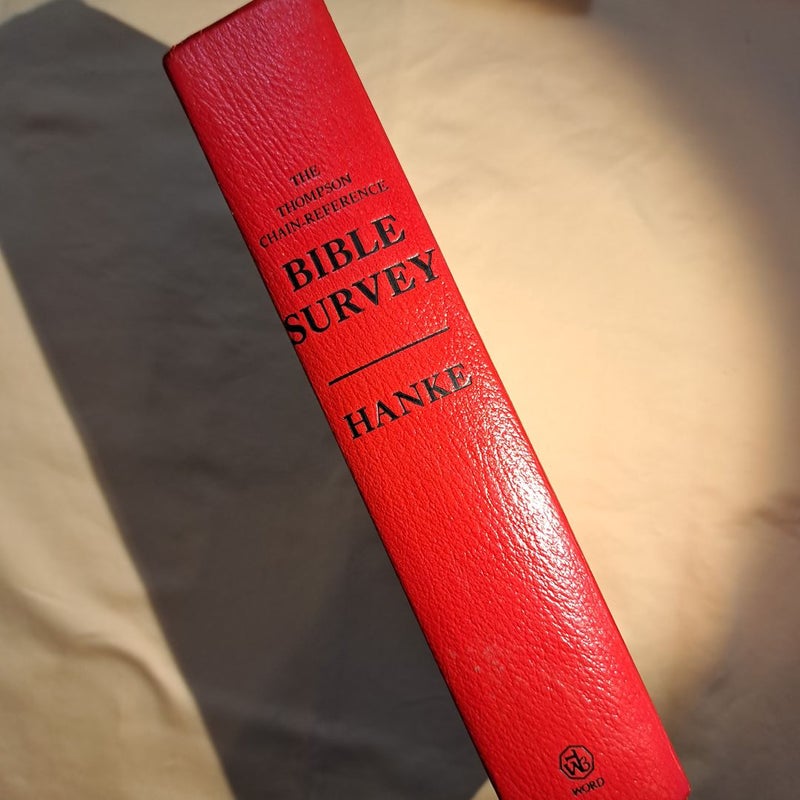 THE
THOMPSON
CHAIN-REFERENCE
BIBLE
SURVEY
HANKE
WORD